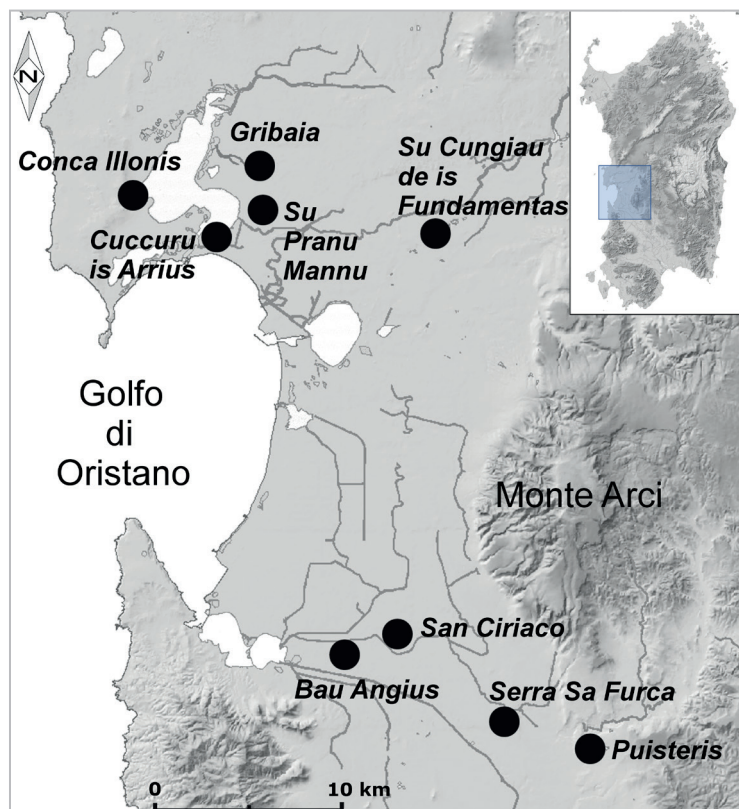 N
Gribaia
Conca Illonis
Su Cungiau
de is
Fundamentas
Su
Pranu
Mannu
Cuccuru
is Arrius
Golfo
di
Oristano
Monte Arci
San Ciriaco
Bau Angius
Serra Sa Furca
Puisteris
0
10 km